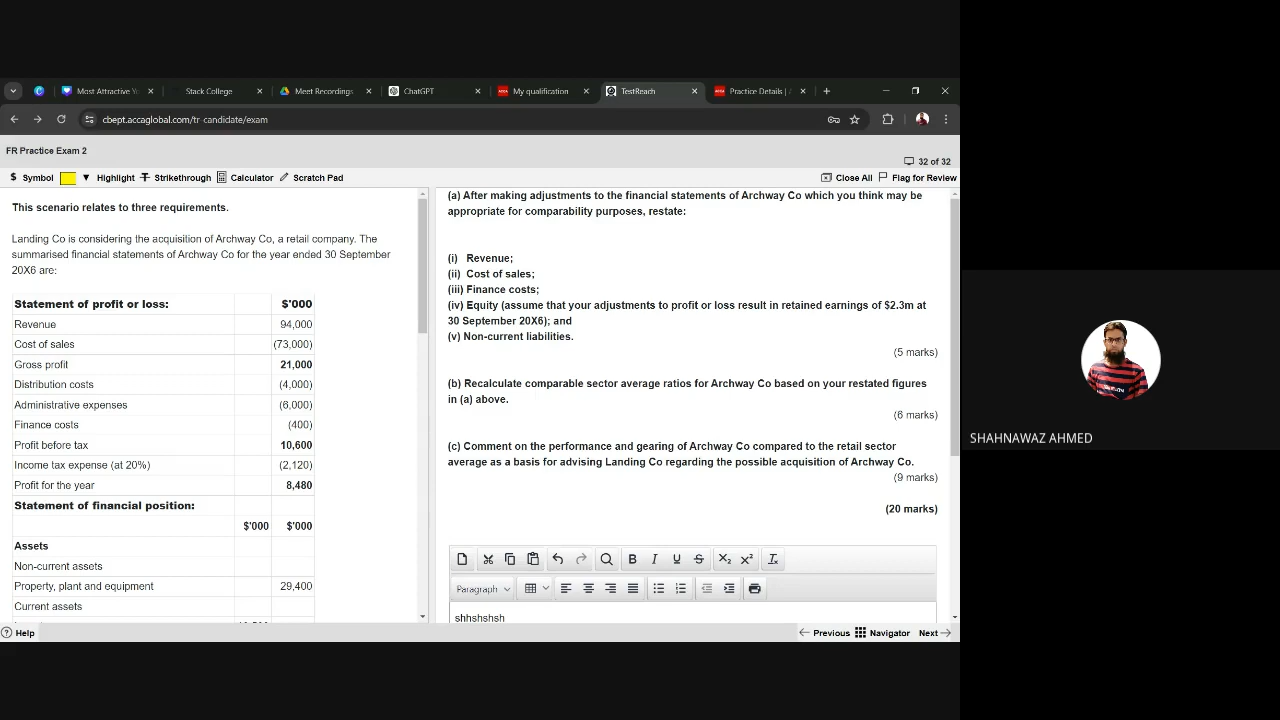 Most Attractive Yo
Stack College
Meet Recordings
ChatGPT
My qualification
TestReach
Practice Details | A
cbept.accaglobal.com/tr-candidate/exam
FR Practice Exam 2
32 of 32
$ Symbol Highlight Strikethrough Calculator Scratch Pad
Close All Flag for Review
This scenario relates to three requirements.
Landing Co is considering the acquisition of Archway Co, a retail company. The
summarised financial statements of Archway Co for the year ended 30 September
20X6 are:
Statement of profit or loss: $'000
Revenue 94,000
Cost of sales (73,000)
Gross profit 21,000
Distribution costs (4,000)
Administrative expenses (6,000)
Finance costs (400)
Profit before tax 10,600
Income tax expense (at 20%) (2,120)
Profit for the year 8,480
Statement of financial position:
$'000 $'000
Assets
Non-current assets
Property, plant and equipment 29,400
Current assets
(a) After making adjustments to the financial statements of Archway Co which you think may be
appropriate for comparability purposes, restate:
(i) Revenue;
(ii) Cost of sales;
(iii) Finance costs;
(iv) Equity (assume that your adjustments to profit or loss result in retained earnings of $2.3m at
30 September 20X6); and
(v) Non-current liabilities.
(5 marks)
(b) Recalculate comparable sector average ratios for Archway Co based on your restated figures
in (a) above.
(6 marks)
(c) Comment on the performance and gearing of Archway Co compared to the retail sector
average as a basis for advising Landing Co regarding the possible acquisition of Archway Co.
(9 marks)
(20 marks)
B I U S X₂ X² Tx
Paragraph
shhshshsh
Help
Previous Navigator Next
SHAHNAWAZ AHMED